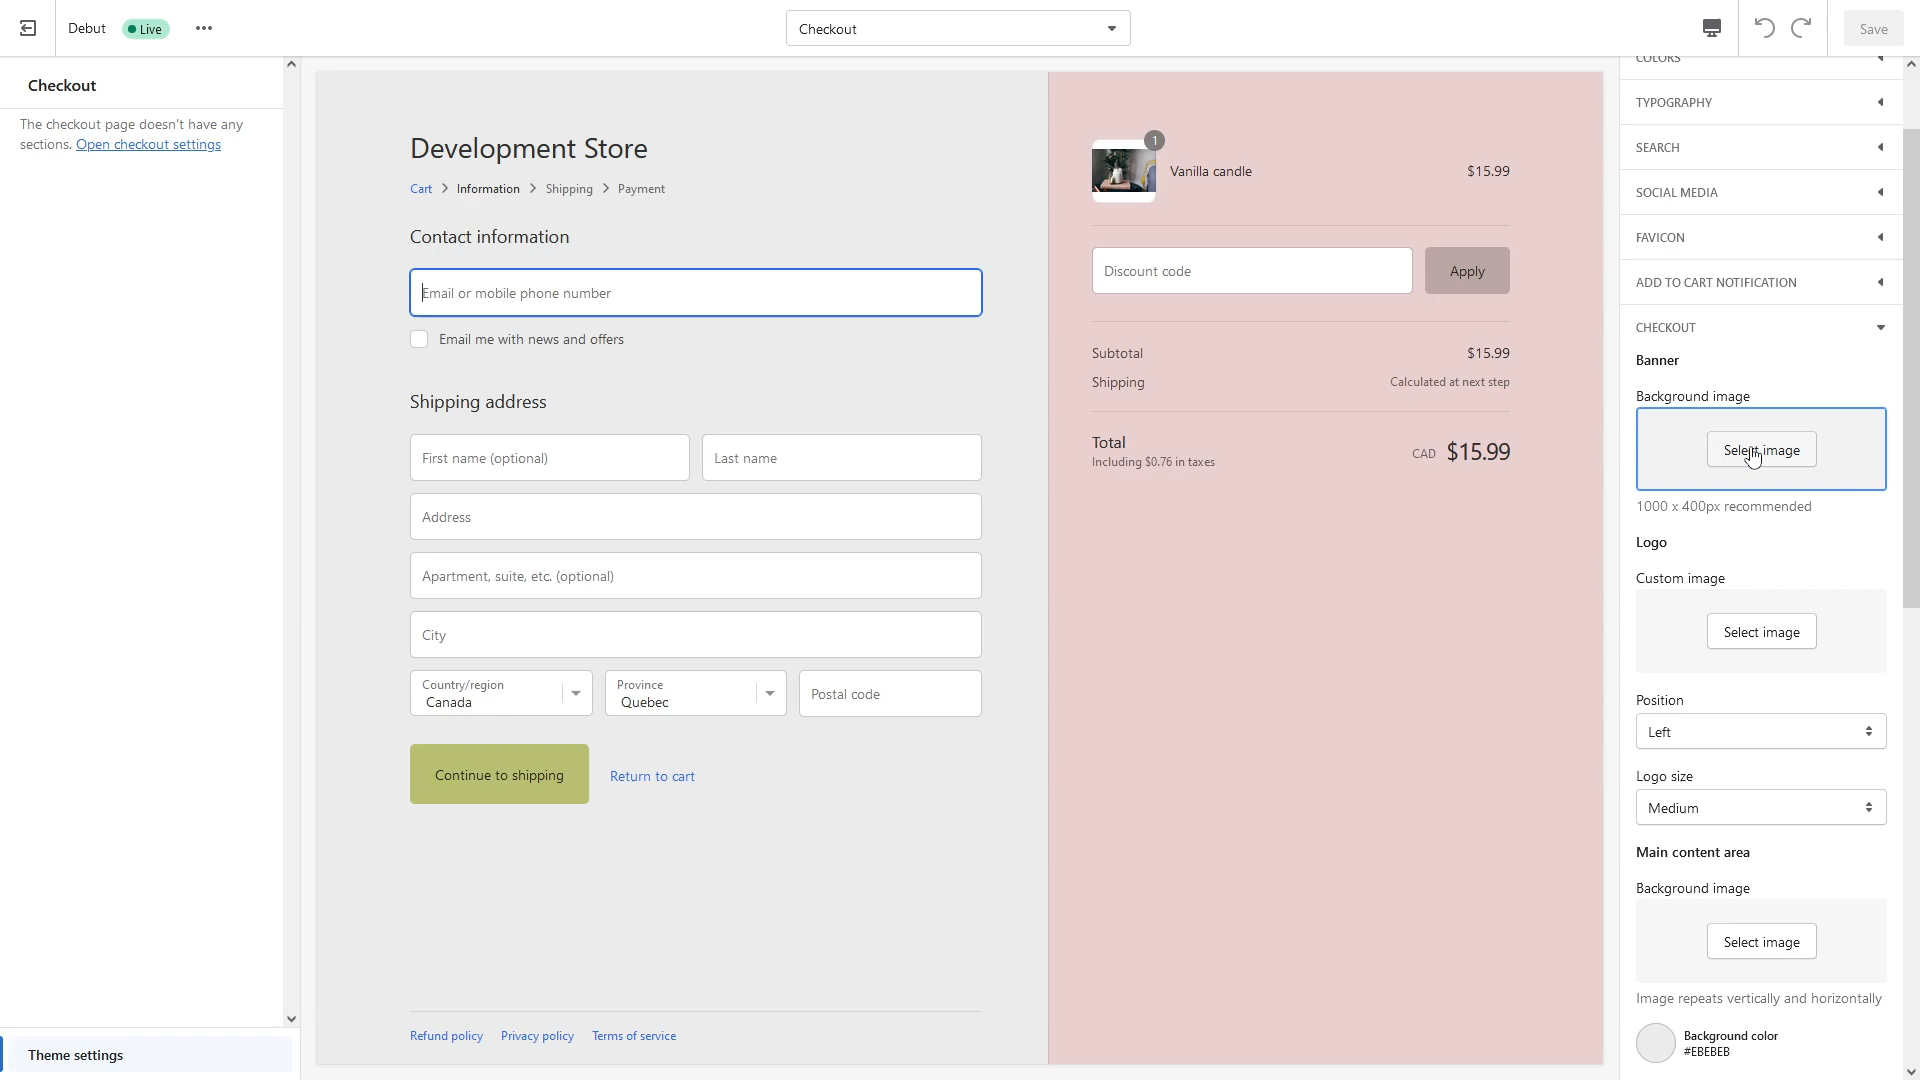 Debut
Live
Checkout
Save
Checkout
The checkout page doesn't have any
sections. Open checkout settings
Theme settings
Development Store
Cart
Information
Shipping
Payment
Contact information
Email or mobile phone number
Email me with news and offers
Shipping address
First name (optional)
Last name
Address
Apartment, suite, etc. (optional)
City
Country/region
Canada
Province
Quebec
Postal code
Continue to shipping
Return to cart
Refund policy
Privacy policy
Terms of service
1
Vanilla candle
$15.99
Discount code
Apply
Subtotal
$15.99
Shipping
Calculated at next step
Total
Including $0.76 in taxes
CAD $15.99
COLORS
TYPOGRAPHY
SEARCH
SOCIAL MEDIA
FAVICON
ADD TO CART NOTIFICATION
CHECKOUT
Banner
Background image
Select image
1000 x 400px recommended
Logo
Custom image
Select image
Position
Left
Logo size
Medium
Main content area
Background image
Select image
Image repeats vertically and horizontally
Background color
#EBEBEB